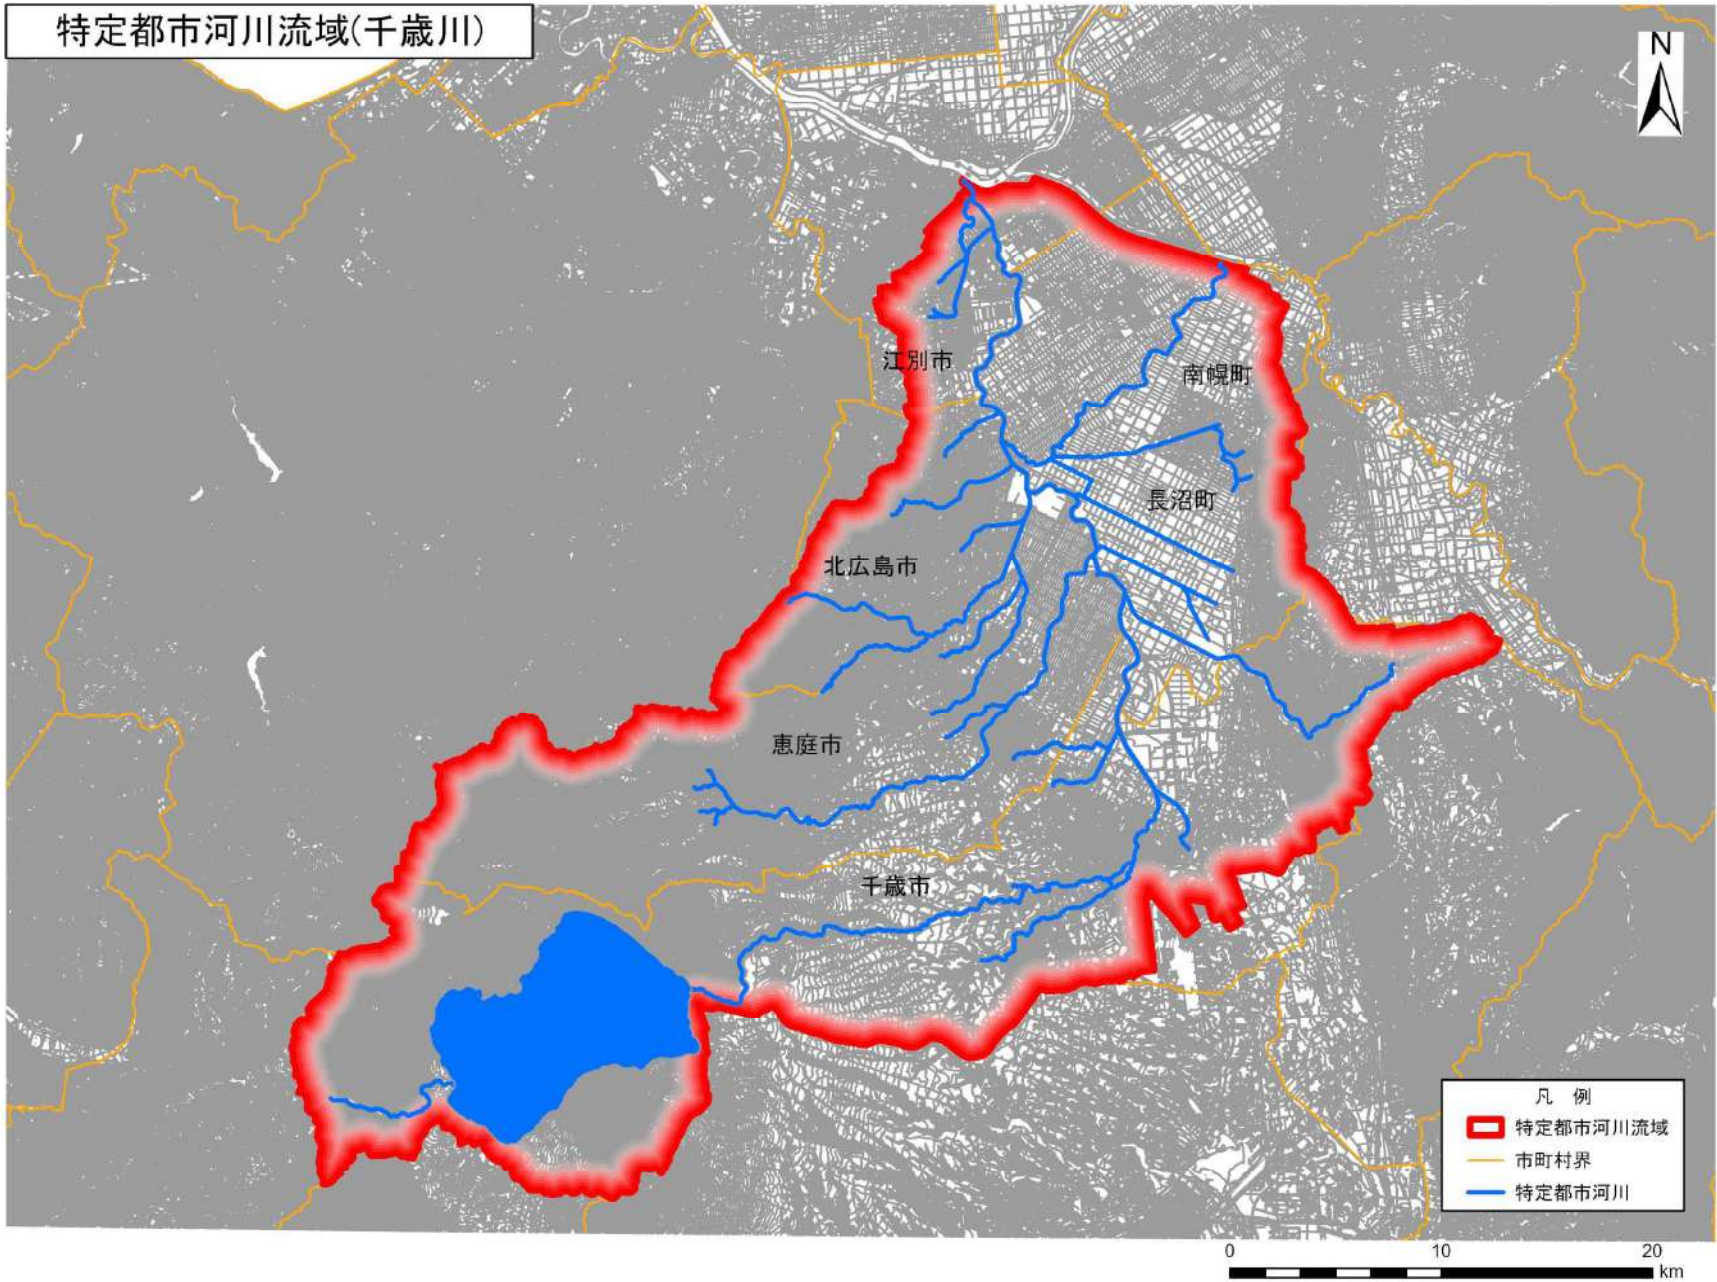 特定都市河川流域(千歳川)
N
江別市
南幌町
長沼町
北広島市
恵庭市
千歳市
凡 例
特定都市河川流域
市町村界
特定都市河川
0 10 20
km